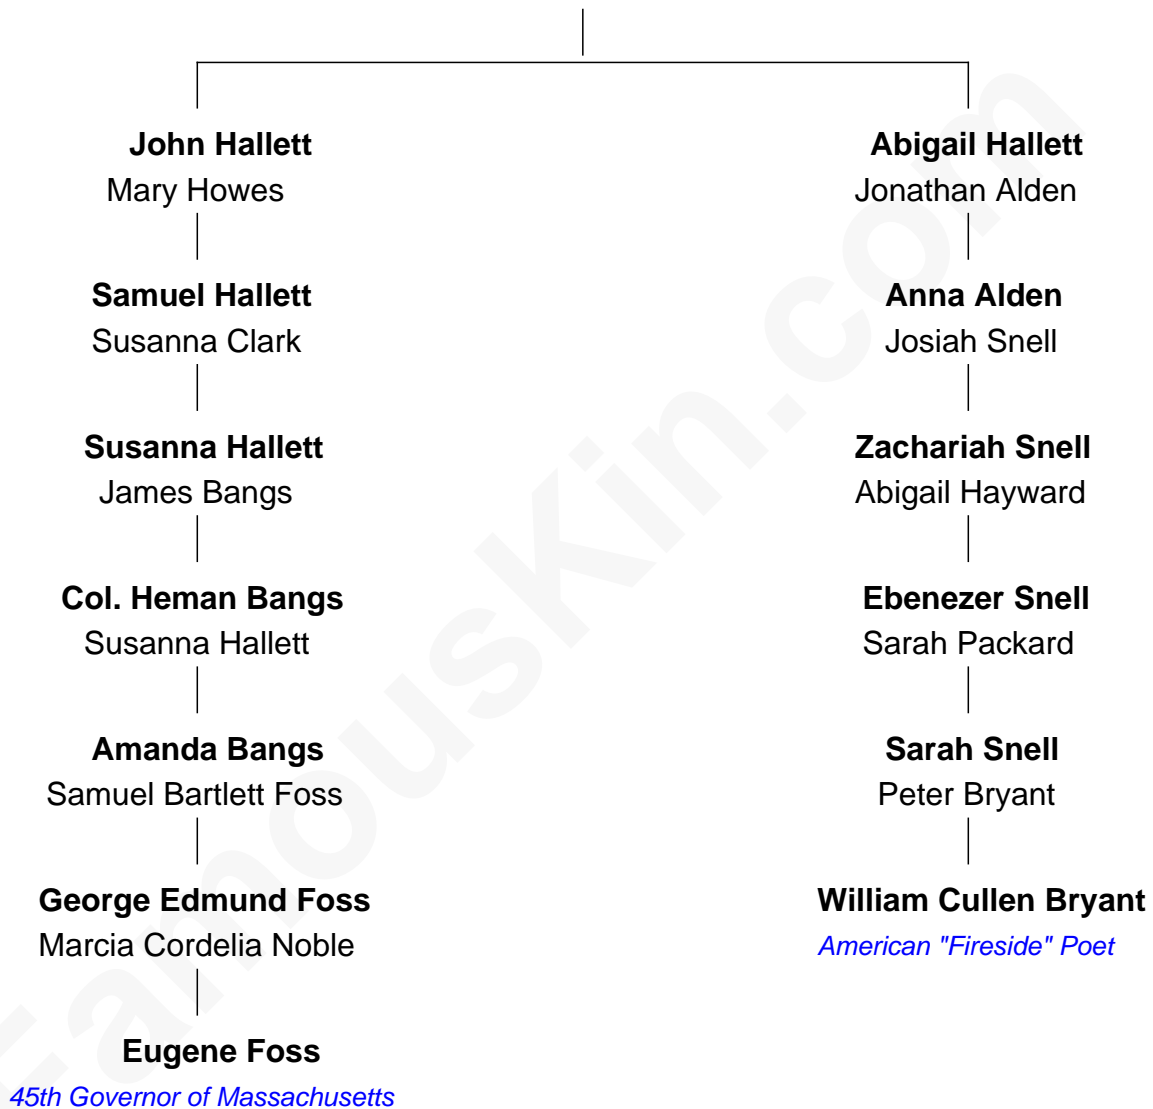 John Hallett
Mary Howes
Samuel Hallett
Susanna Clark
Susanna Hallett
James Bangs
Col. Heman Bangs
Susanna Hallett
Amanda Bangs
Samuel Bartlett Foss
George Edmund Foss
Marcia Cordelia Noble
Eugene Foss
45th Governor of Massachusetts
Abigail Hallett
Jonathan Alden
Anna Alden
Josiah Snell
Zachariah Snell
Abigail Hayward
Ebenezer Snell
Sarah Packard
Sarah Snell
Peter Bryant
William Cullen Bryant
American "Fireside" Poet
FamousKin.com